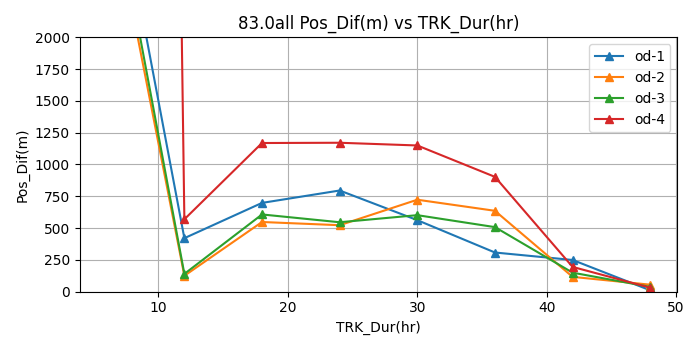 83.0all Pos_Dif(m) vs TRK_Dur(hr)
2000
1750
1500
1250
1000
750
500
250
0
Pos_Dif(m)
od-1
od-2
od-3
od-4
10 20 30 40 50
TRK_Dur(hr)